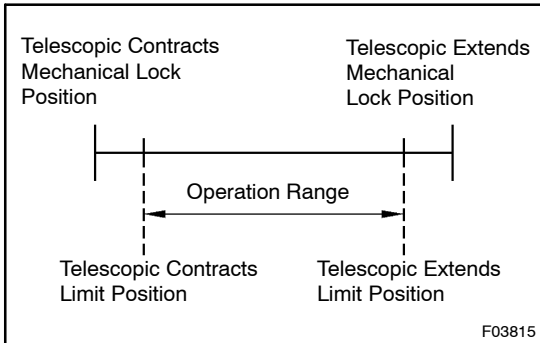 Telescopic Contracts
Mechanical Lock
Position
Telescopic Extends
Mechanical
Lock Position
Operation Range
Telescopic Contracts
Limit Position
Telescopic Extends
Limit Position
F03815